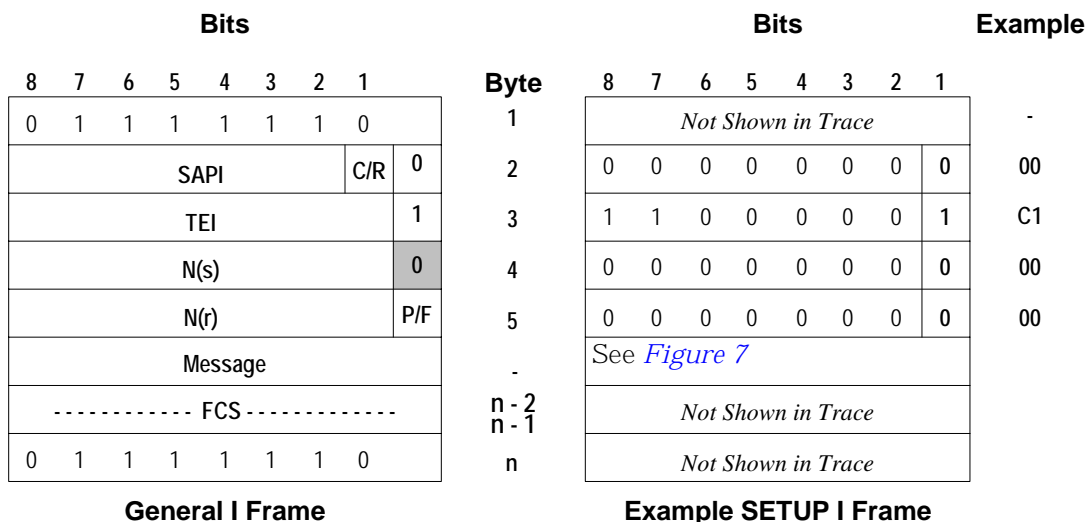 Bits Bits Example
8 7 6 5 4 3 2 1 Byte 8 7 6 5 4 3 2 1
0 1 1 1 1 1 1 0 1 Not Shown in Trace -
SAPI C/R 0 2 0 0 0 0 0 0 0 0 00
TEI 1 3 1 1 0 0 0 0 0 1 C1
N(s) 0 4 0 0 0 0 0 0 0 0 00
N(r) P/F 5 0 0 0 0 0 0 0 0 00
Message - See Figure 7
- - - - - - - - - - - - FCS - - - - - - - - - - - - - n - 2 Not Shown in Trace
n - 1
0 1 1 1 1 1 1 0 n Not Shown in Trace
General I Frame Example SETUP I Frame